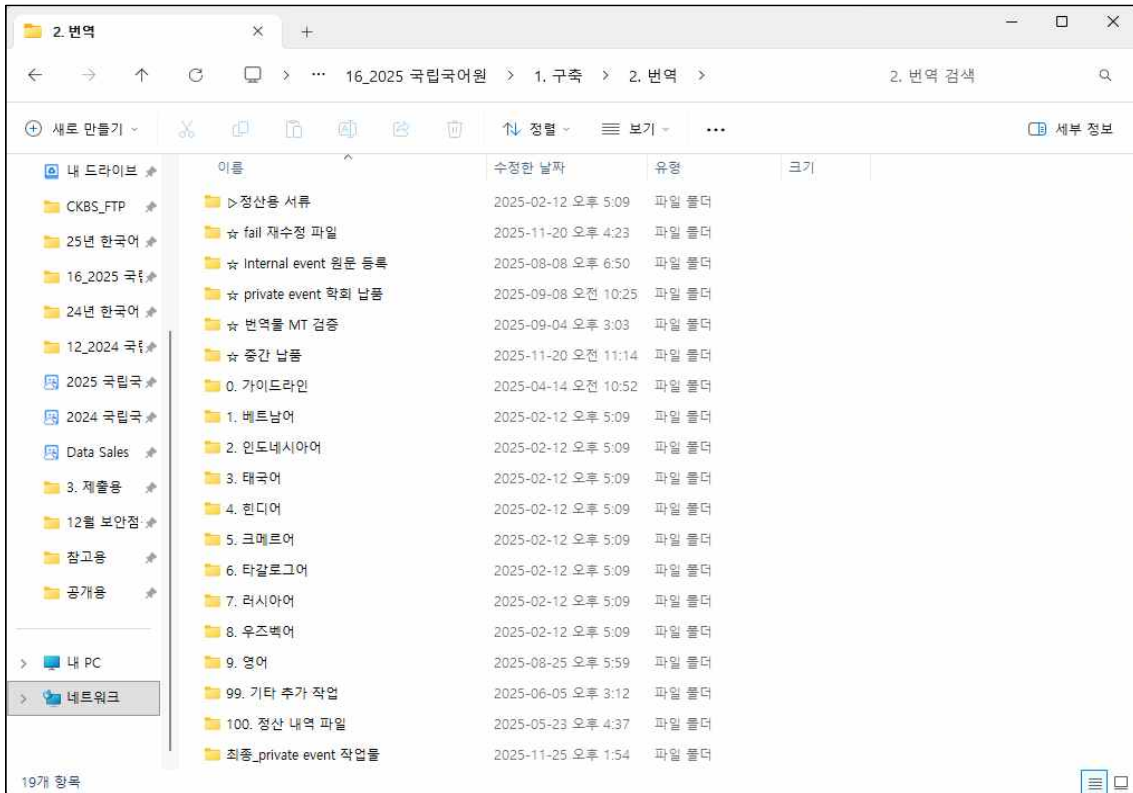 2. 번역
← → ↑ > ··· 16_2025 국립국어원 > 1. 구축 > 2. 번역 > 2. 번역 검색
새로 만들기 정렬 보기 ··· 세부 정보
내 드라이브
CKBS_FTP
25년 한국어
16_2025 국
24년 한국어
12_2024 국
2025 국립국
2024 국립국
Data Sales
3. 제출용
12월 보안점
참고용
공개용
내 PC
네트워크
이름 수정한 날짜 유형 크기
▷정산용 서류 2025-02-12 오후 5:09 파일 폴더
☆ fail 재수정 파일 2025-11-20 오후 4:23 파일 폴더
☆ Internal event 원문 등록 2025-08-08 오후 6:50 파일 폴더
☆ private event 학회 납품 2025-09-08 오전 10:25 파일 폴더
☆ 번역물 MT 검증 2025-09-04 오후 3:03 파일 폴더
☆ 중간 납품 2025-11-20 오전 11:14 파일 폴더
0. 가이드라인 2025-04-14 오전 10:52 파일 폴더
1. 베트남어 2025-02-12 오후 5:09 파일 폴더
2. 인도네시아어 2025-02-12 오후 5:09 파일 폴더
3. 태국어 2025-02-12 오후 5:09 파일 폴더
4. 힌디어 2025-02-12 오후 5:09 파일 폴더
5. 크메르어 2025-02-12 오후 5:09 파일 폴더
6. 타갈로그어 2025-02-12 오후 5:09 파일 폴더
7. 러시아어 2025-02-12 오후 5:09 파일 폴더
8. 우즈벡어 2025-02-12 오후 5:09 파일 폴더
9. 영어 2025-08-25 오후 5:59 파일 폴더
99. 기타 추가 작업 2025-06-05 오후 3:12 파일 폴더
100. 정산 내역 파일 2025-05-23 오후 4:37 파일 폴더
최종_private event 작업물 2025-11-25 오후 1:54 파일 폴더
19개 항목